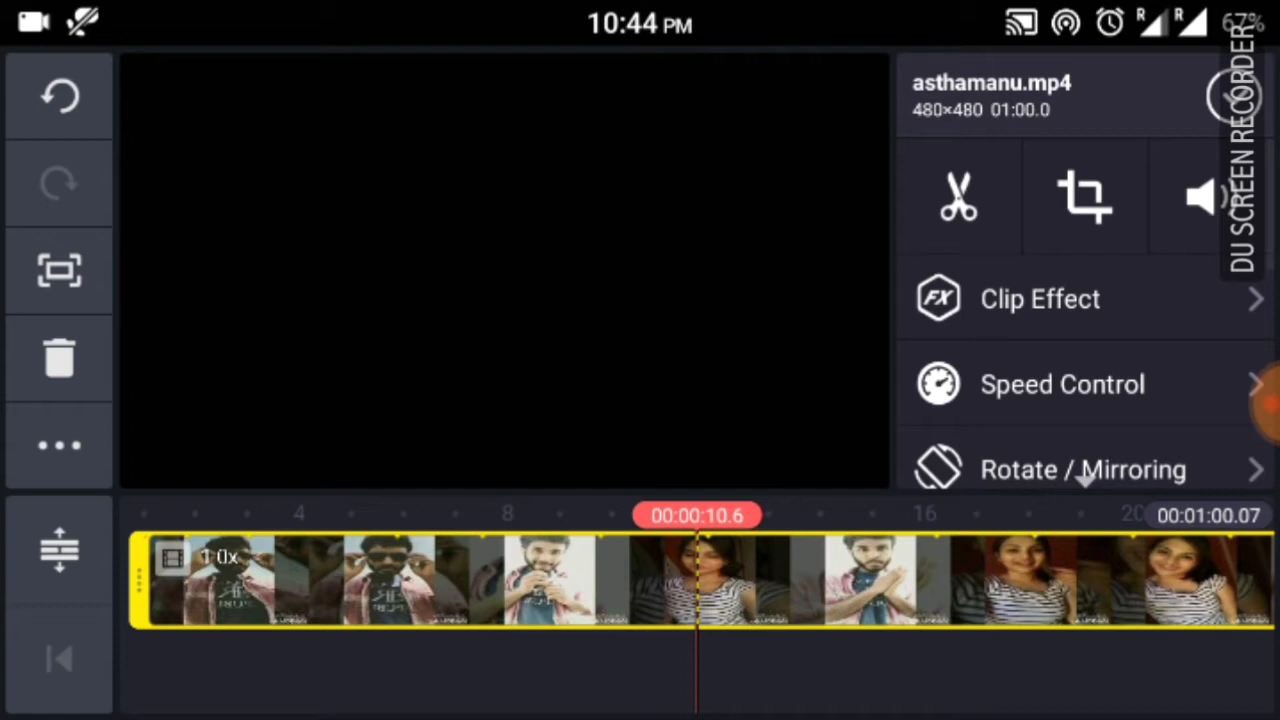 10:44 PM
R
R
67%
asthamanu.mp4
480×480 01:00.0
DU SCREEN RECORDER
FX
Clip Effect
Speed Control
Rotate / Mirroring
4
8
00:00:10.6
16
20
00:01:00.07
1.0x